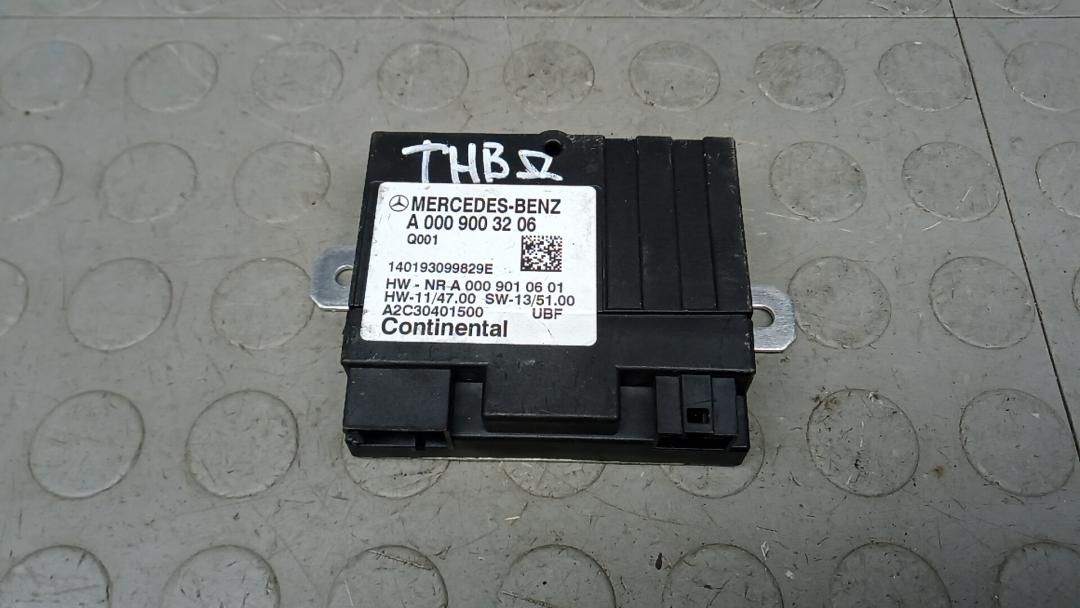 THB
MERCEDES-BENZ
A 000 900 32 06
Q001
140193099829E
HW - NR-A 000 901 06 01
HW-11/47.00 SW-13/51.00
A2C30401500 UBF
Continental